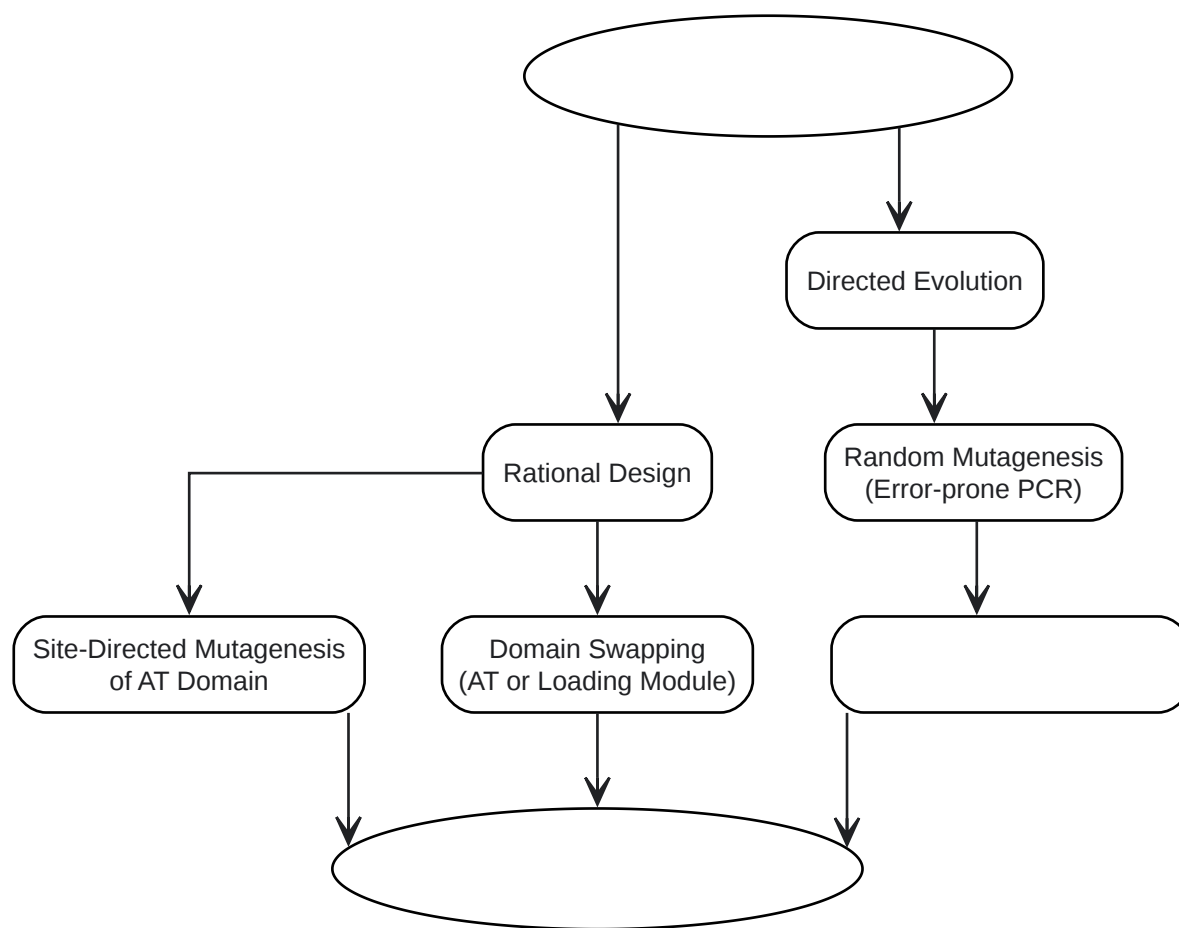 Directed Evolution
Rational Design
Random Mutagenesis
(Error-prone PCR)
Site-Directed Mutagenesis
of AT Domain
Domain Swapping
(AT or Loading Module)